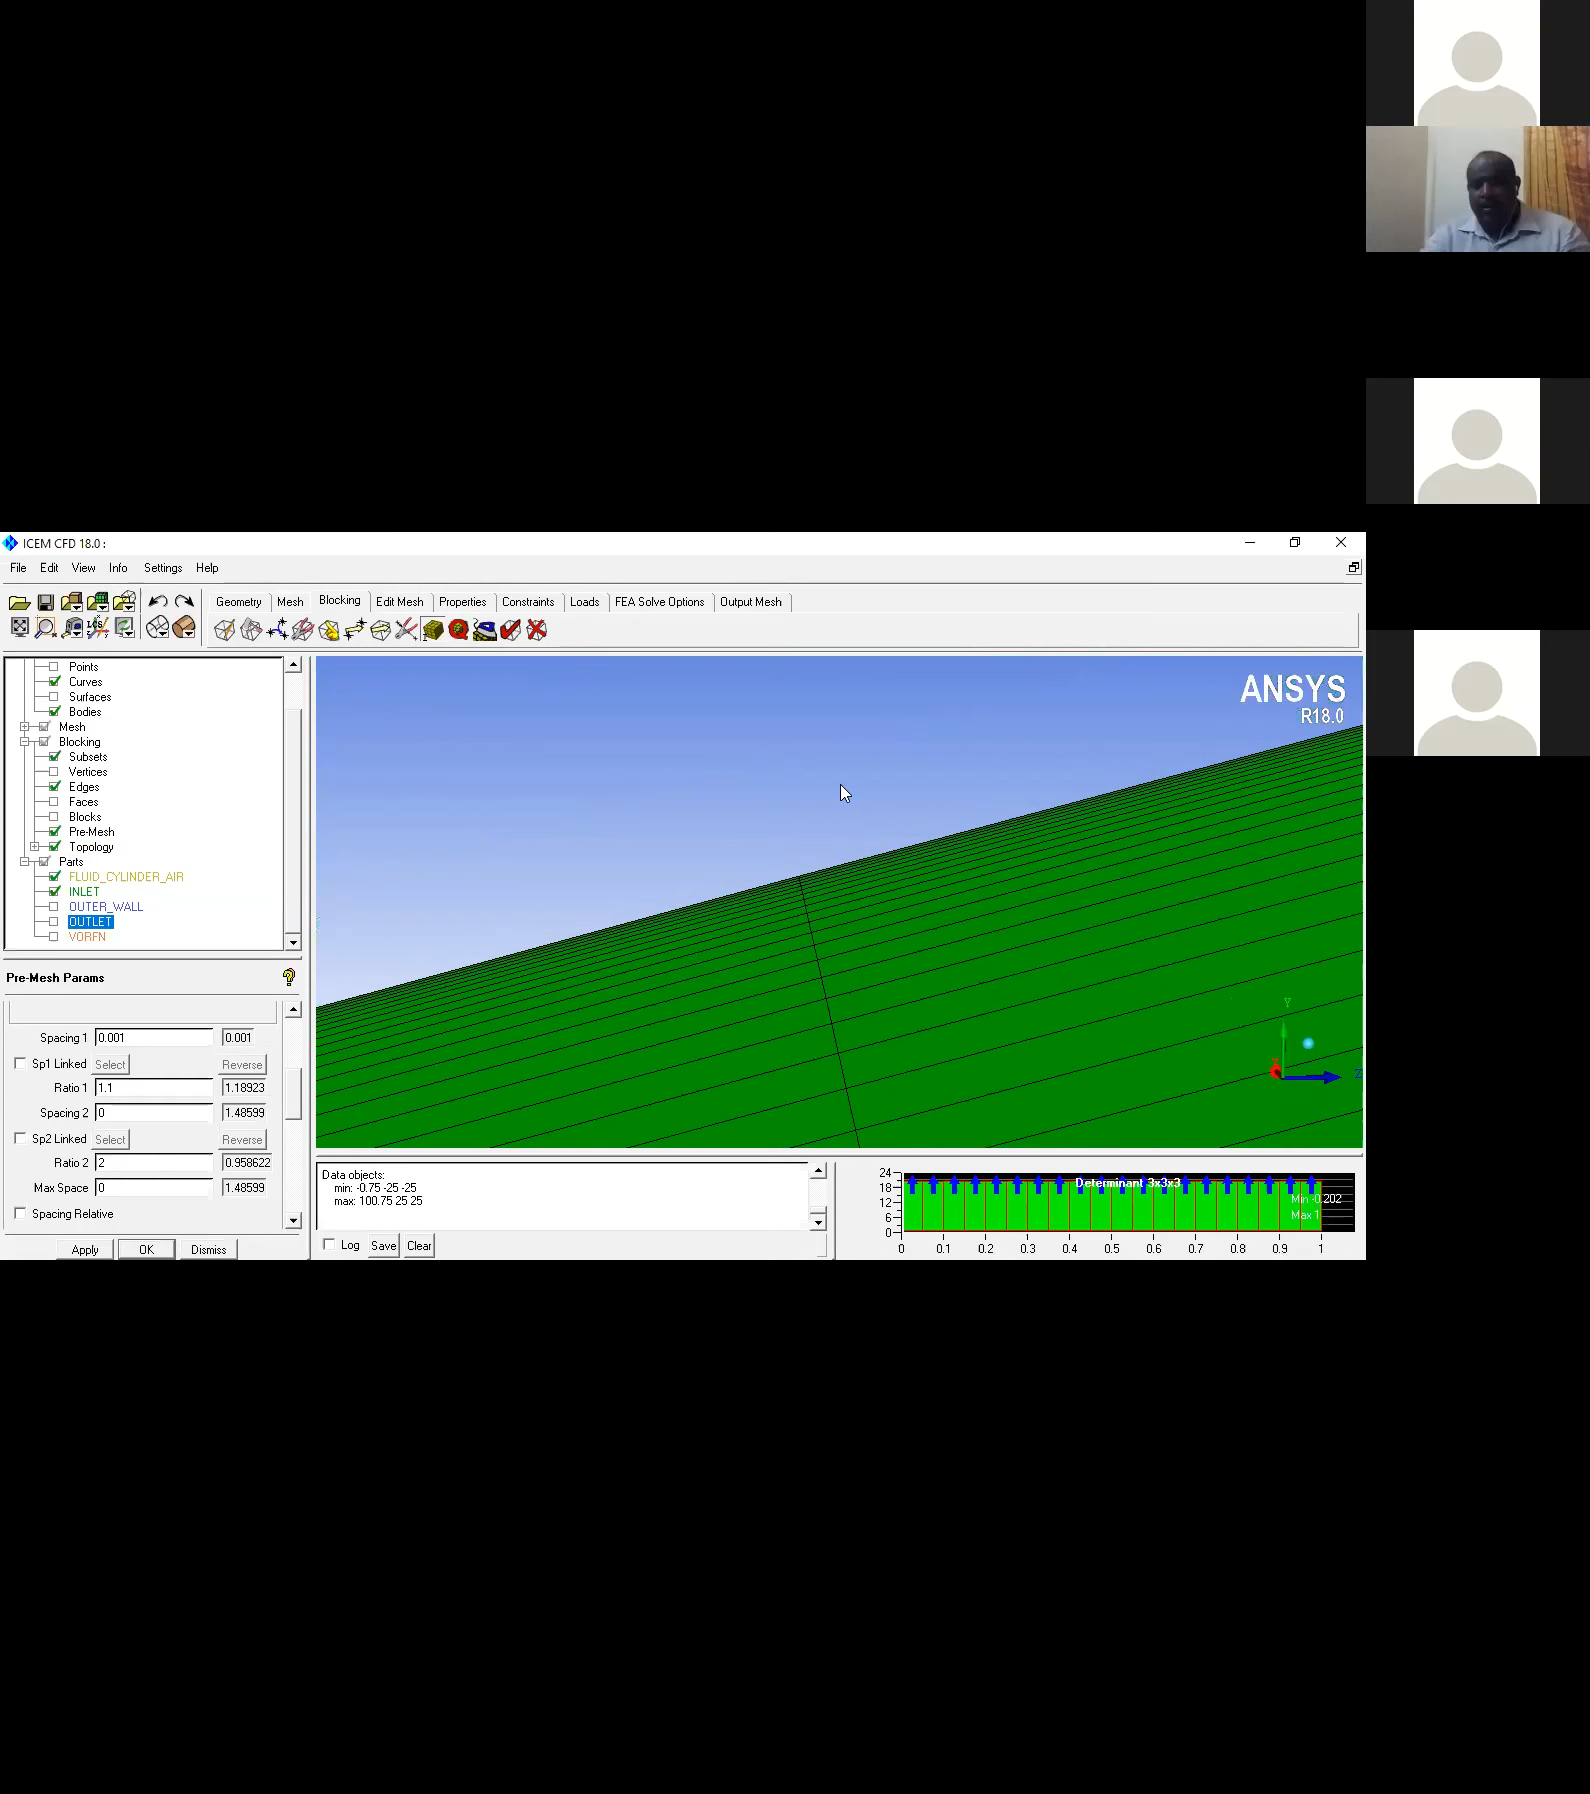 ICEM CFD 18.0 :
File Edit View Info Settings Help
Geometry Mesh Blocking Edit Mesh Properties Constraints Loads FEA Solve Options Output Mesh
LCS
Points
Curves
Surfaces
Bodies
Mesh
Blocking
Subsets
Vertices
Edges
Faces
Blocks
Pre-Mesh
Topology
Parts
FLUID_CYLINDER_AIR
INLET
OUTER_WALL
OUTLET
VORFN
ANSYS
R18.0
Y
Z
Pre-Mesh Params
Spacing 1 0.001 0.001
Sp1 Linked Select Reverse
Ratio 1 1.1 1.18923
Spacing 2 0 1.48599
Sp2 Linked Select Reverse
Ratio 2 2 0.958622
Max Space 0 1.48599
Spacing Relative
Apply OK Dismiss
Data objects:
min: -0.75 -25 -25
max: 100.75 25 25
Log Save Clear
Determinant 3x3x3
Min -0.202
Max 1
24
18
12
6
0
0 0.1 0.2 0.3 0.4 0.5 0.6 0.7 0.8 0.9 1